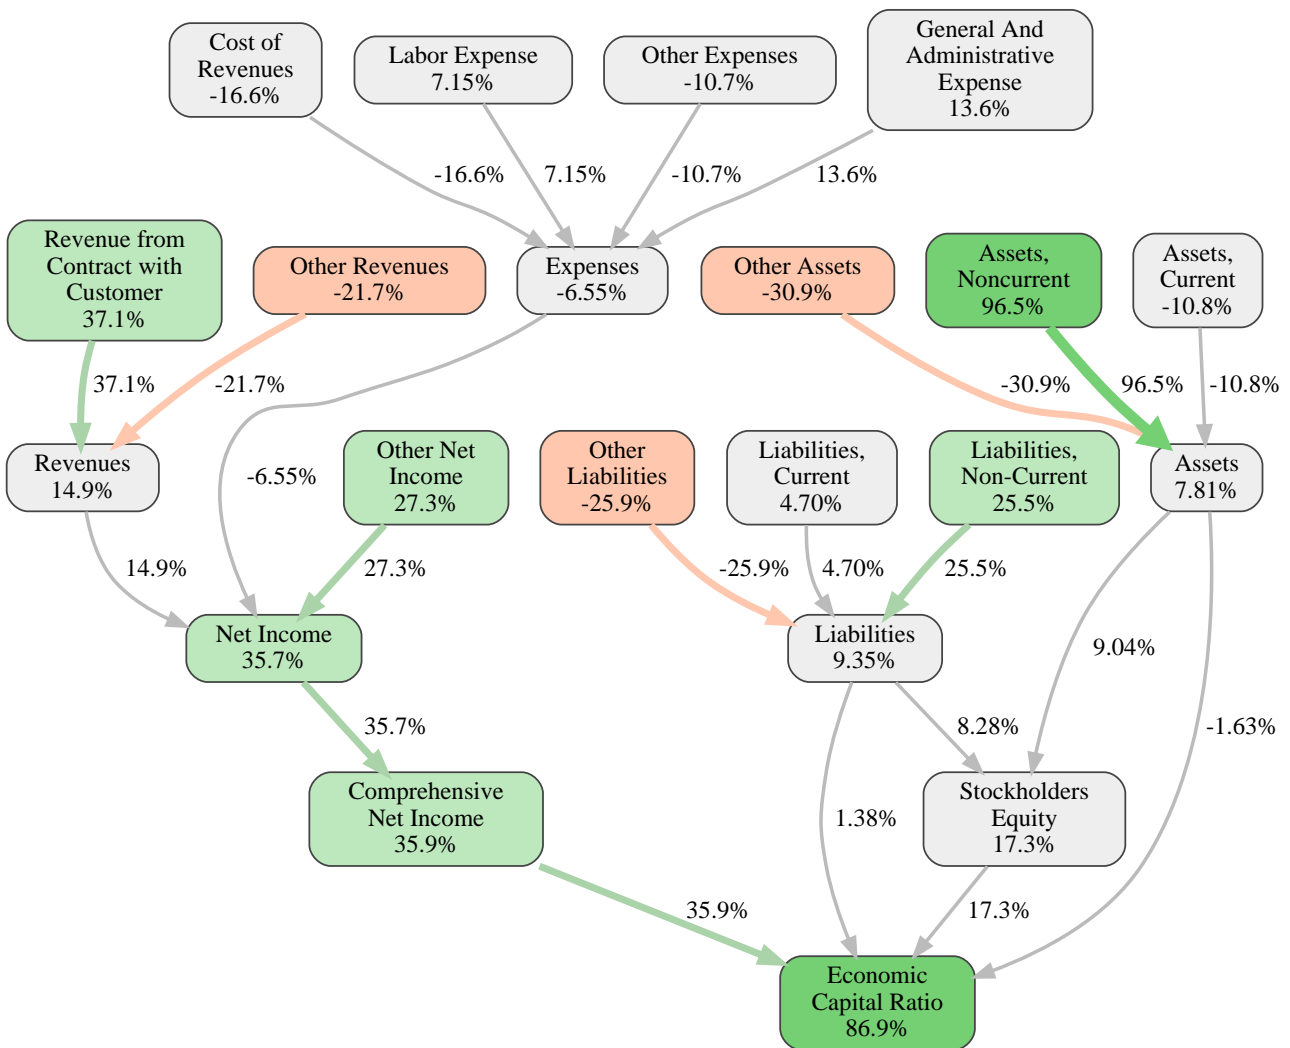 Cost of
Revenues
-16.6%
Labor Expense
7.15%
Other Expenses
-10.7%
General And
Administrative
Expense
13.6%
-16.6%
7.15%
-10.7%
13.6%
Revenue from
Contract with
Customer
37.1%
Other Revenues
-21.7%
Expenses
-6.55%
Other Assets
-30.9%
Assets,
Noncurrent
96.5%
Assets,
Current
-10.8%
37.1%
-21.7%
-30.9%
96.5%
-10.8%
Revenues
14.9%
-6.55%
Other Net
Income
27.3%
Other
Liabilities
-25.9%
Liabilities,
Current
4.70%
Liabilities,
Non-Current
25.5%
Assets
7.81%
14.9%
27.3%
-25.9%
4.70%
25.5%
Net Income
35.7%
Liabilities
9.35%
9.04%
35.7%
8.28%
-1.63%
Comprehensive
Net Income
35.9%
1.38%
Stockholders
Equity
17.3%
35.9%
17.3%
Economic
Capital Ratio
86.9%